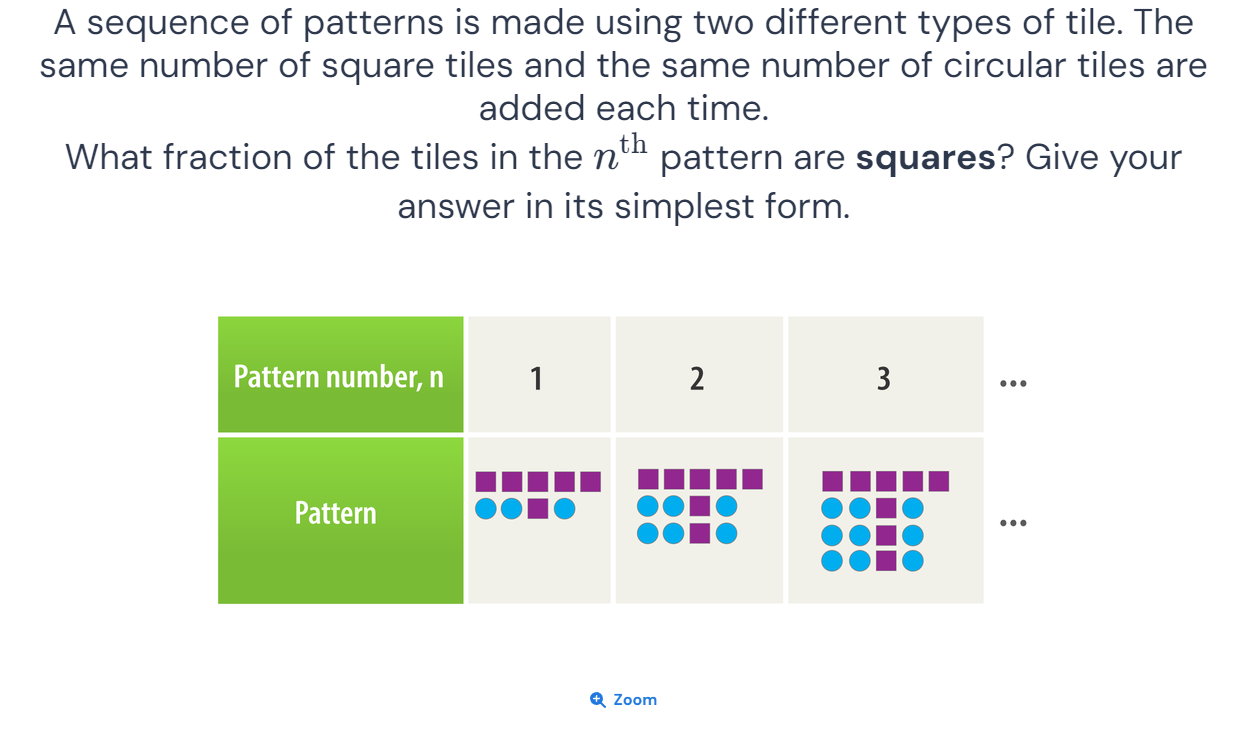 A sequence of patterns is made using two different types of tile. The
same number of square tiles and the same number of circular tiles are
added each time.
What fraction of the tiles in the nᵗʰ pattern are squares? Give your
answer in its simplest form.
Pattern number, n 1 2 3 ...
Pattern ...
Zoom